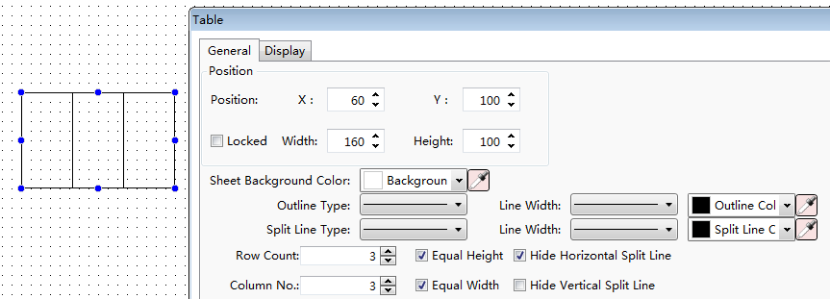 Table
General Display
Position
Position: X : 60 Y : 100
Locked Width: 160 Height: 100
Sheet Background Color: Backgroun
Outline Type: Line Width: Outline Col
Split Line Type: Line Width: Split Line C
Row Count: 3 Equal Height Hide Horizontal Split Line
Column No.: 3 Equal Width Hide Vertical Split Line